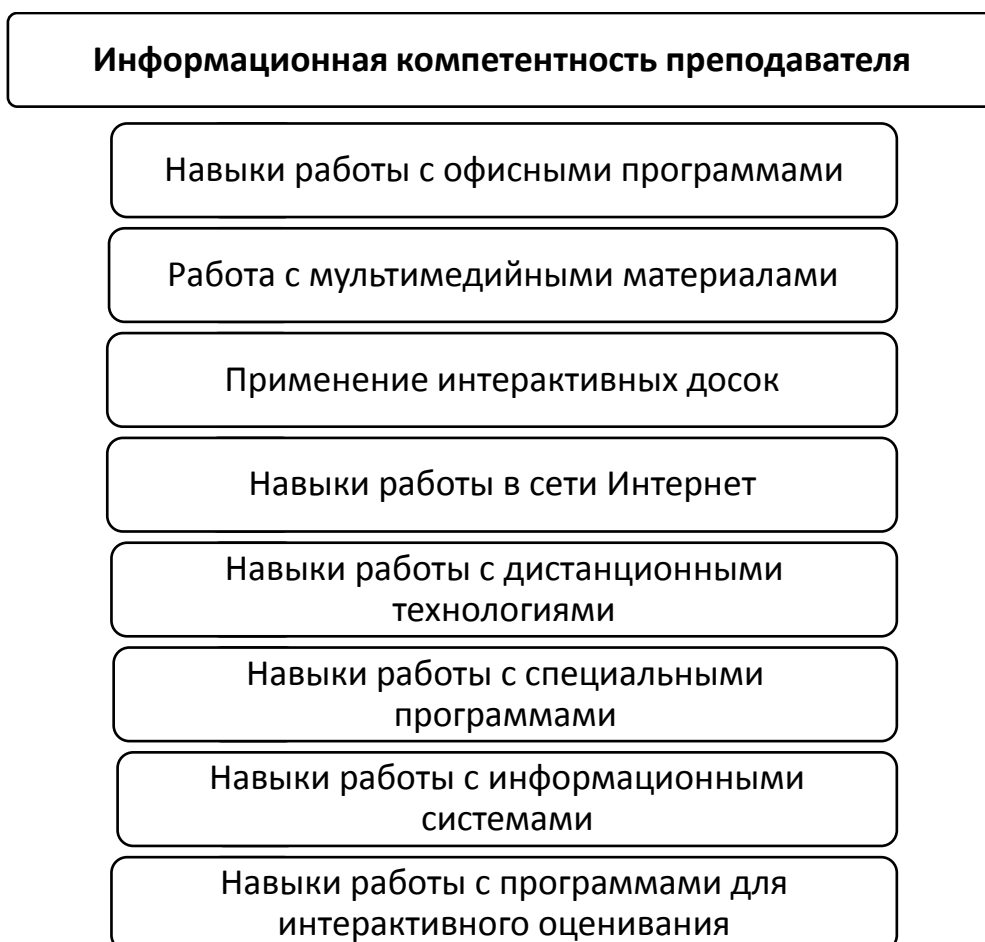 Информационная компетентность преподавателя
Навыки работы с офисными программами
Работа с мультимедийными материалами
Применение интерактивных досок
Навыки работы в сети Интернет
Навыки работы с дистанционными
технологиями
Навыки работы с специальными
программами
Навыки работы с информационными
системами
Навыки работы с программами для
интерактивного оценивания